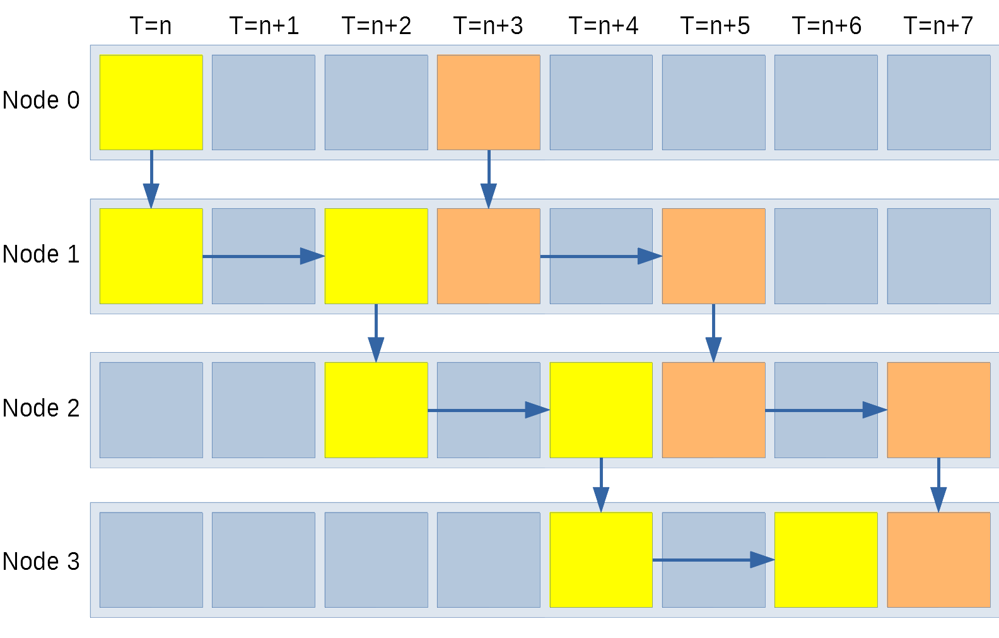 T=n T=n+1 T=n+2 T=n+3 T=n+4 T=n+5 T=n+6 T=n+7
Node 0
Node 1
Node 2
Node 3